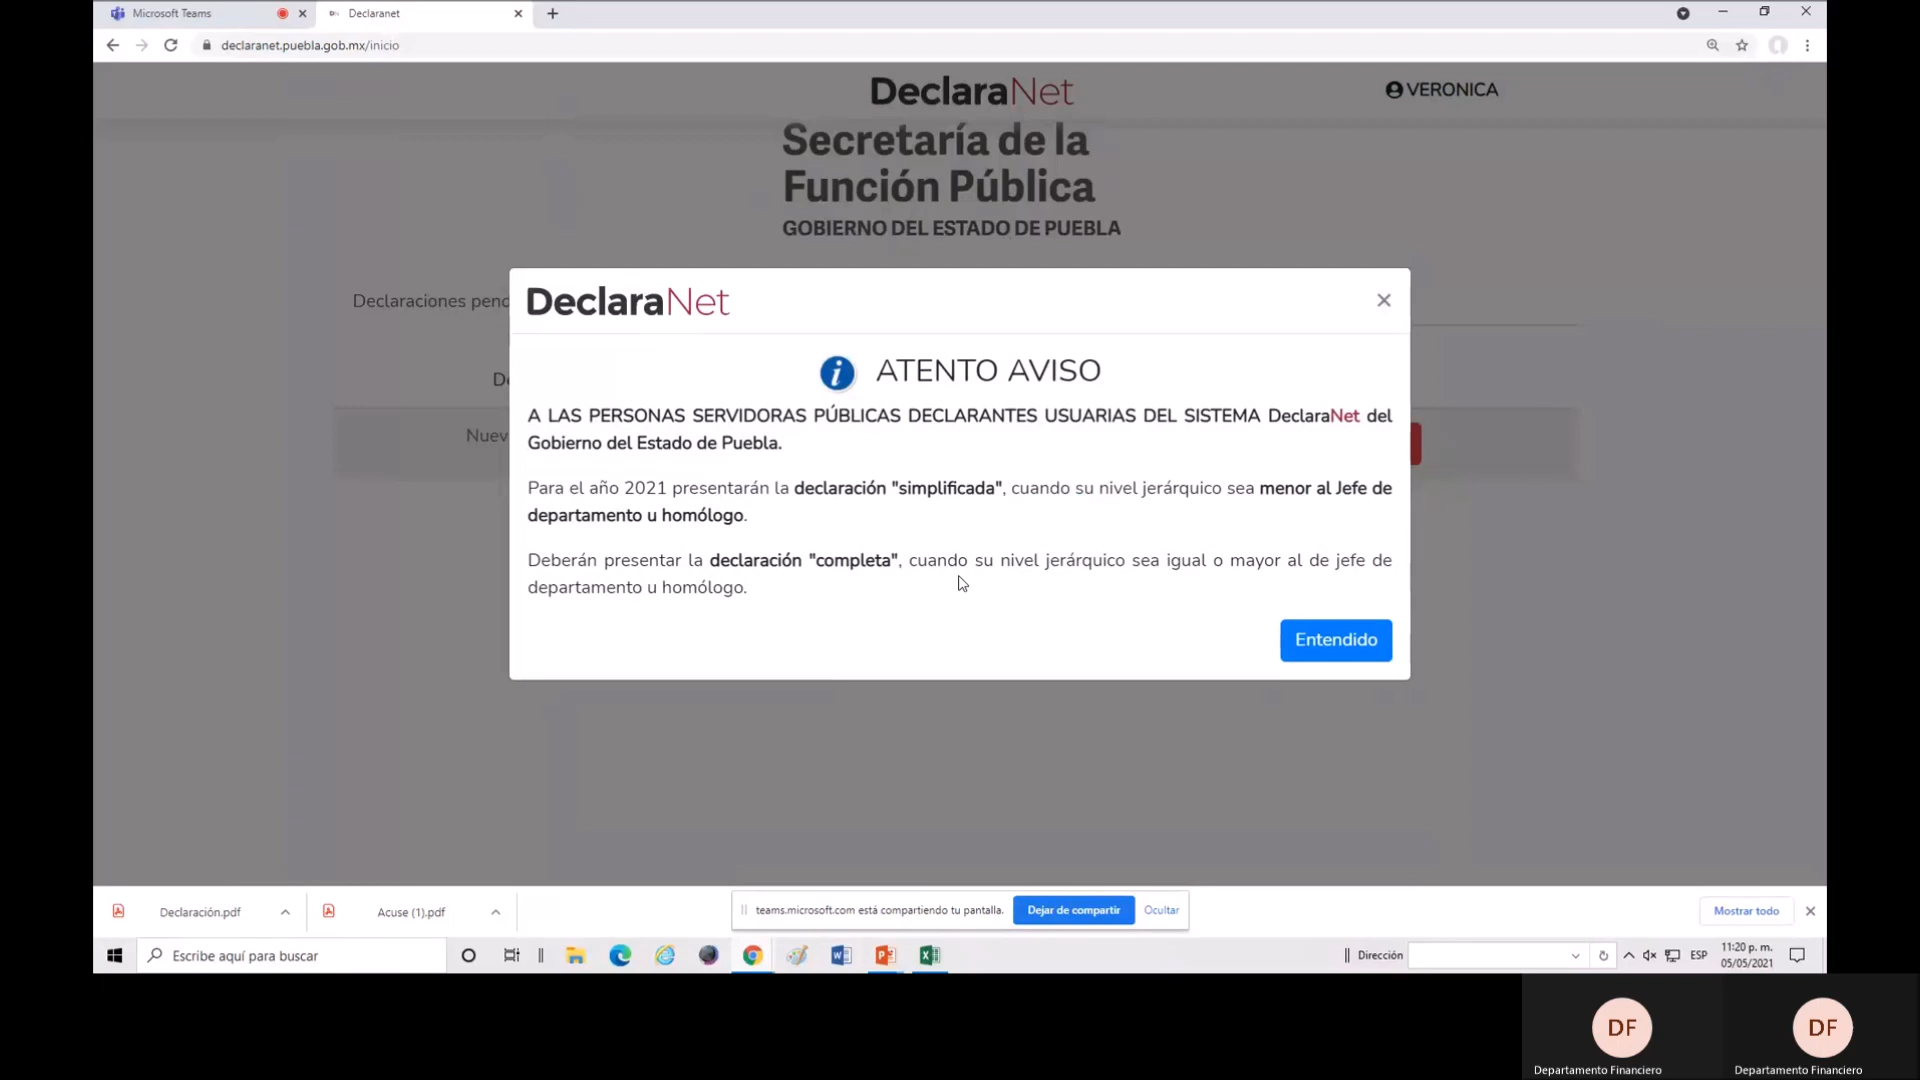 Microsoft Teams
Declaranet
declaranet.puebla.gob.mx/inicio
DeclaraNet
VERONICA
Secretaría de la
Función Pública
GOBIERNO DEL ESTADO DE PUEBLA
Declaraciones pend
De
Nuev
DeclaraNet
i ATENTO AVISO
A LAS PERSONAS SERVIDORAS PÚBLICAS DECLARANTES USUARIAS DEL SISTEMA DeclaraNet del
Gobierno del Estado de Puebla.
Para el año 2021 presentarán la declaración "simplificada", cuando su nivel jerárquico sea menor al Jefe de
departamento u homólogo.
Deberán presentar la declaración "completa", cuando su nivel jerárquico sea igual o mayor al de jefe de
departamento u homólogo.
Entendido
Declaración.pdf
Acuse (1).pdf
teams.microsoft.com está compartiendo tu pantalla.
Dejar de compartir
Ocultar
Mostrar todo
Escribe aquí para buscar
Dirección
ESP
11:20 p. m.
05/05/2021
DF
DF
Departamento Financiero
Departamento Financiero